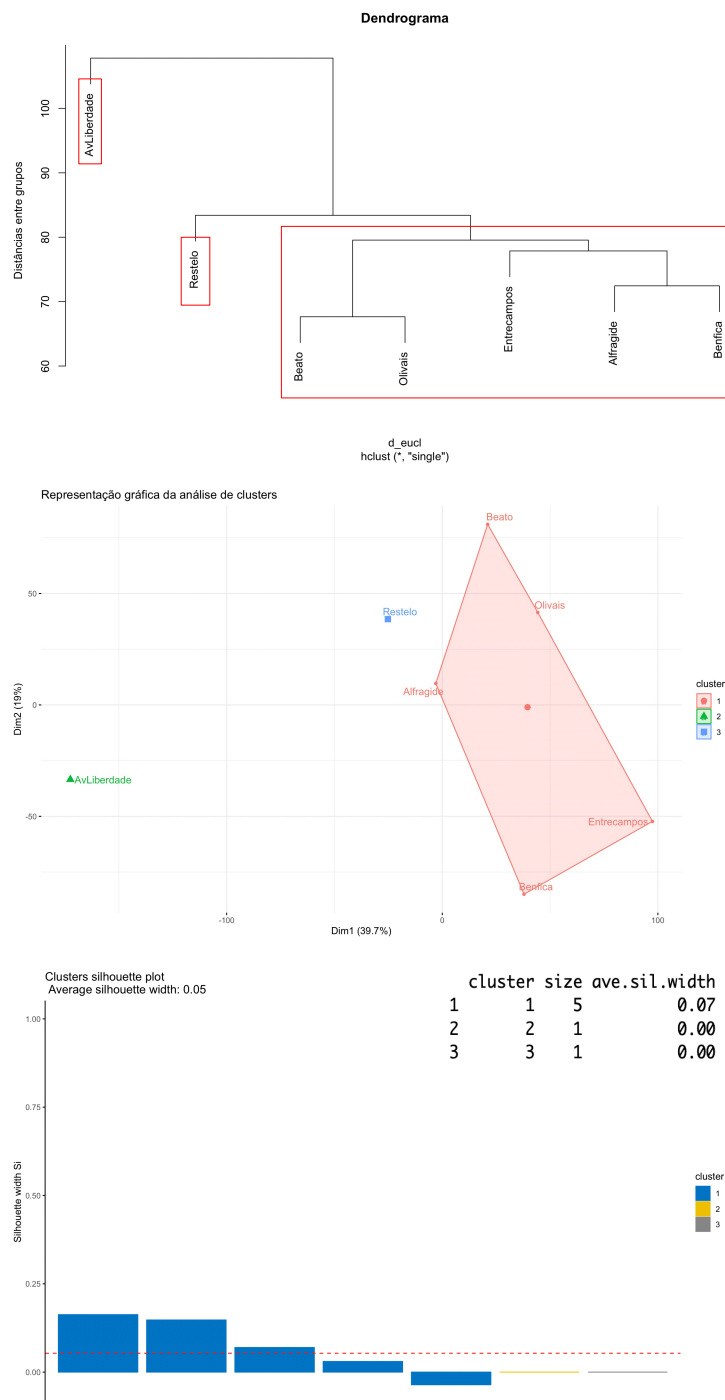 Dendrograma
Distâncias entre grupos
100
90
80
70
60
AvLiberdade
Restelo
Beato
Olivais
Entrecampos
Alfragide
Benfica
d_eucl
hclust (*, "single")
Representação gráfica da análise de clusters
Dim2 (19%)
50
0
-50
Beato
Olivais
Restelo
Alfragide
AvLiberdade
Entrecampos
Benfica
-100
0
100
Dim1 (39.7%)
cluster
1
2
3
Clusters silhouette plot
Average silhouette width: 0.05
cluster size ave.sil.width
1 1 5 0.07
2 2 1 0.00
3 3 1 0.00
Silhouette width Si
1.00
0.75
0.50
0.25
0.00
cluster
1
2
3